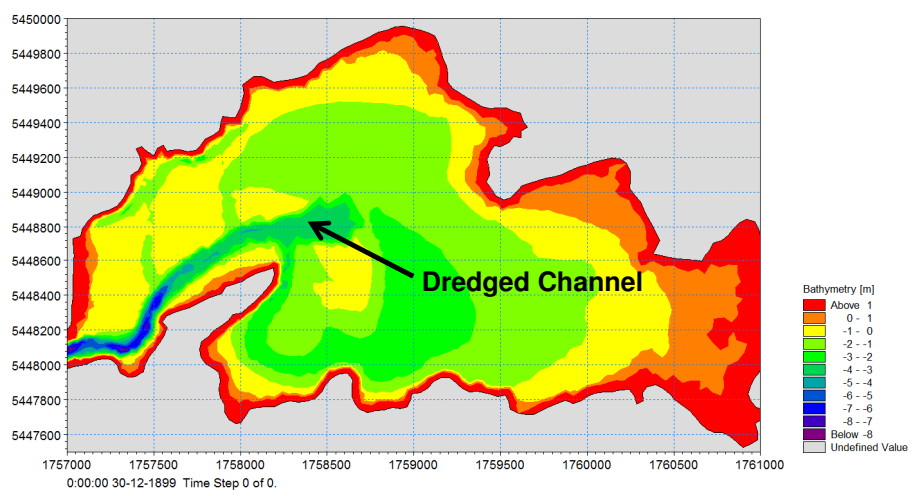 5450000
5449800
5449600
5449400
5449200
5449000
5448800
5448600
5448400
5448200
5448000
5447800
5447600
Dredged Channel
1757000 1757500 1758000 1758500 1759000 1759500 1760000 1760500 1761000
0:00:00 30-12-1899 Time Step 0 of 0.
Bathymetry [m]
Above 1
0 - 1
-1 - 0
-2 - -1
-3 - -2
-4 - -3
-5 - -4
-6 - -5
-7 - -6
-8 - -7
Below -8
Undefined Value